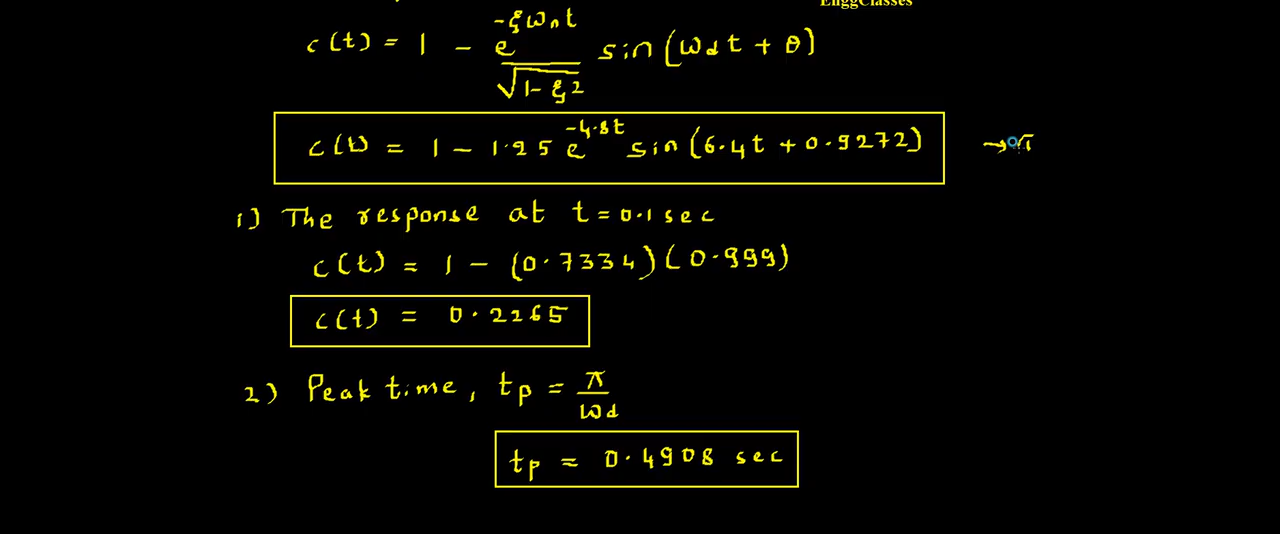 EnggClasses
c(t) = 1 - e^{-ξωnt} / √1-ξ2 sin(ωdt + θ)
c(t) = 1 - 1.25 e^{-4.8t} sin(6.4t + 0.9272)
1) The response at t = 0.1 sec
c(t) = 1 - (0.7334)(0.999)
c(t) = 0.2265
2) Peak time, tp = π / ωd
tp = 0.4908 sec